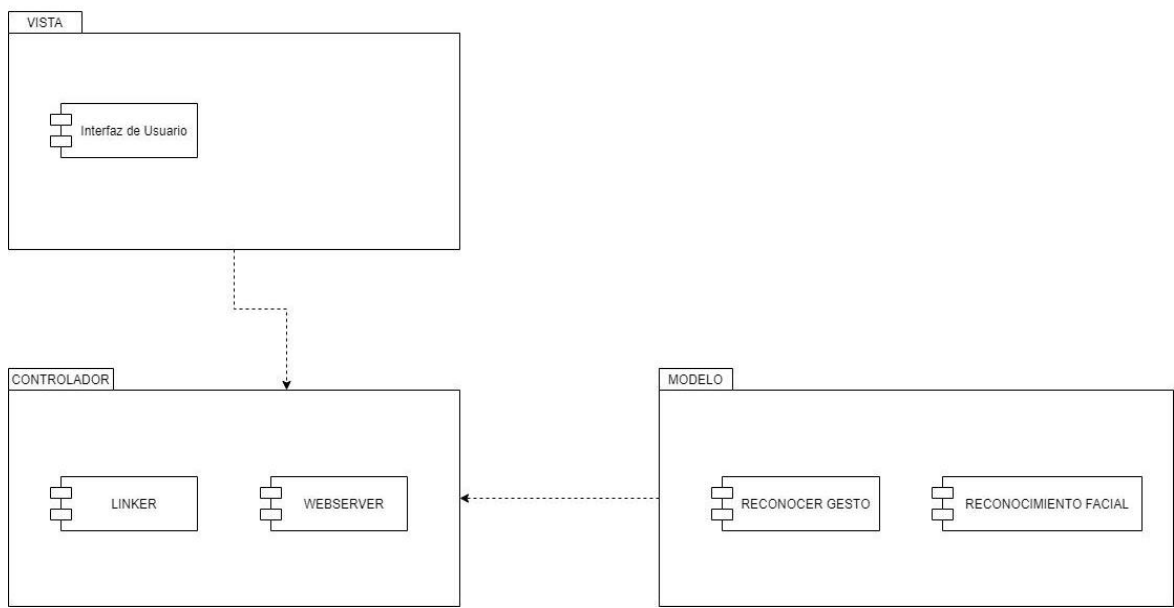 VISTA
Interfaz de Usuario
CONTROLADOR
LINKER
WEBSERVER
MODELO
RECONOCER GESTO
RECONOCIMIENTO FACIAL